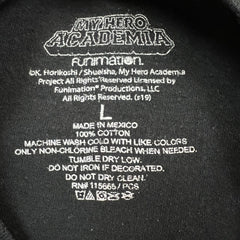 MY HERO
ACADEMIA
FUNIMATION.
©K. Horikoshi / Shueisha, My Hero Academia
Project All Rights Reserved Licensed by
Funimation® Productions, LLC
All Rights Reserved. (s19)
L
MADE IN MEXICO
100% COTTON
MACHINE WASH COLD WITH LIKE COLORS
ONLY NON-CHLORINE BLEACH WHEN NEEDED.
TUMBLE DRY LOW.
DO NOT IRON IF DECORATED.
DO NOT DRY CLEAN.
RN# 115665 / PCS